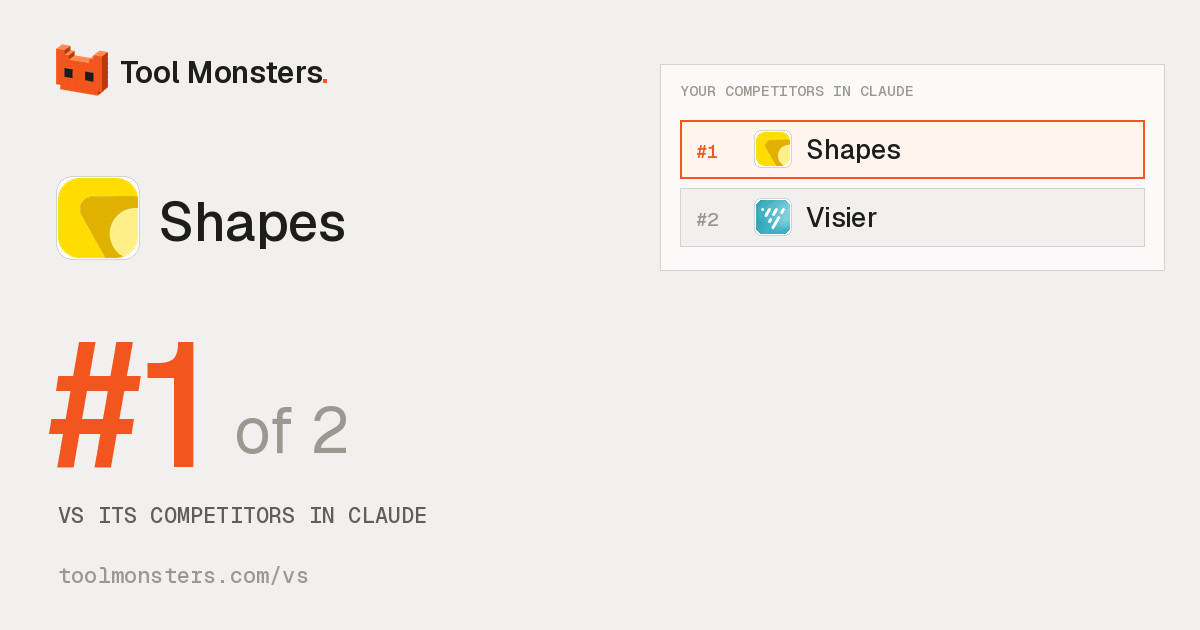 Tool Monsters.
Shapes
#1 of 2
VS ITS COMPETITORS IN CLAUDE
toolmonsters.com/vs
YOUR COMPETITORS IN CLAUDE
#1 Shapes
#2 Visier